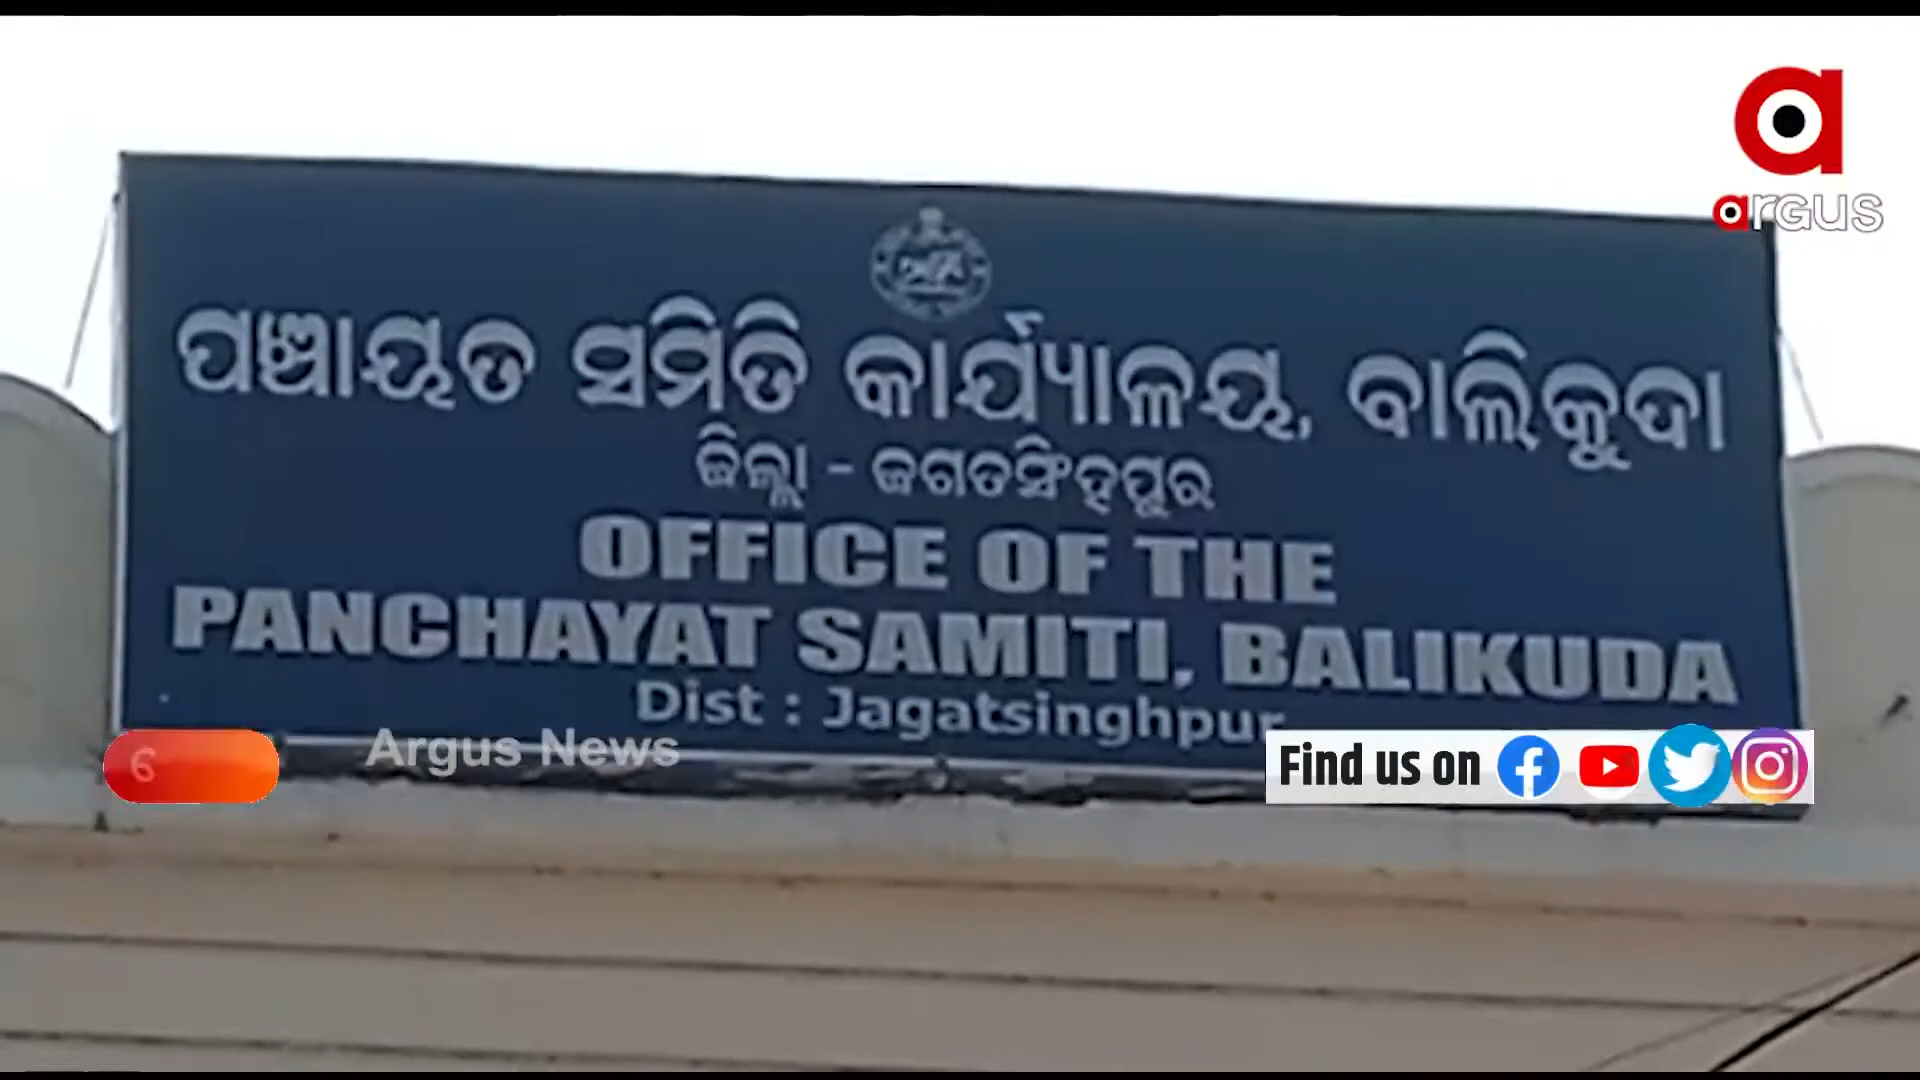 argus
ପଞ୍ଚାୟତ ସମିତି କାର୍ଯ୍ୟାଳୟ, ବାଲିକୁଦା
ଜିଲ୍ଲା - ଜଗତସିଂହପୁର
OFFICE OF THE
PANCHAYAT SAMITI, BALIKUDA
Dist : Jagatsinghpur
Argus News
Find us on